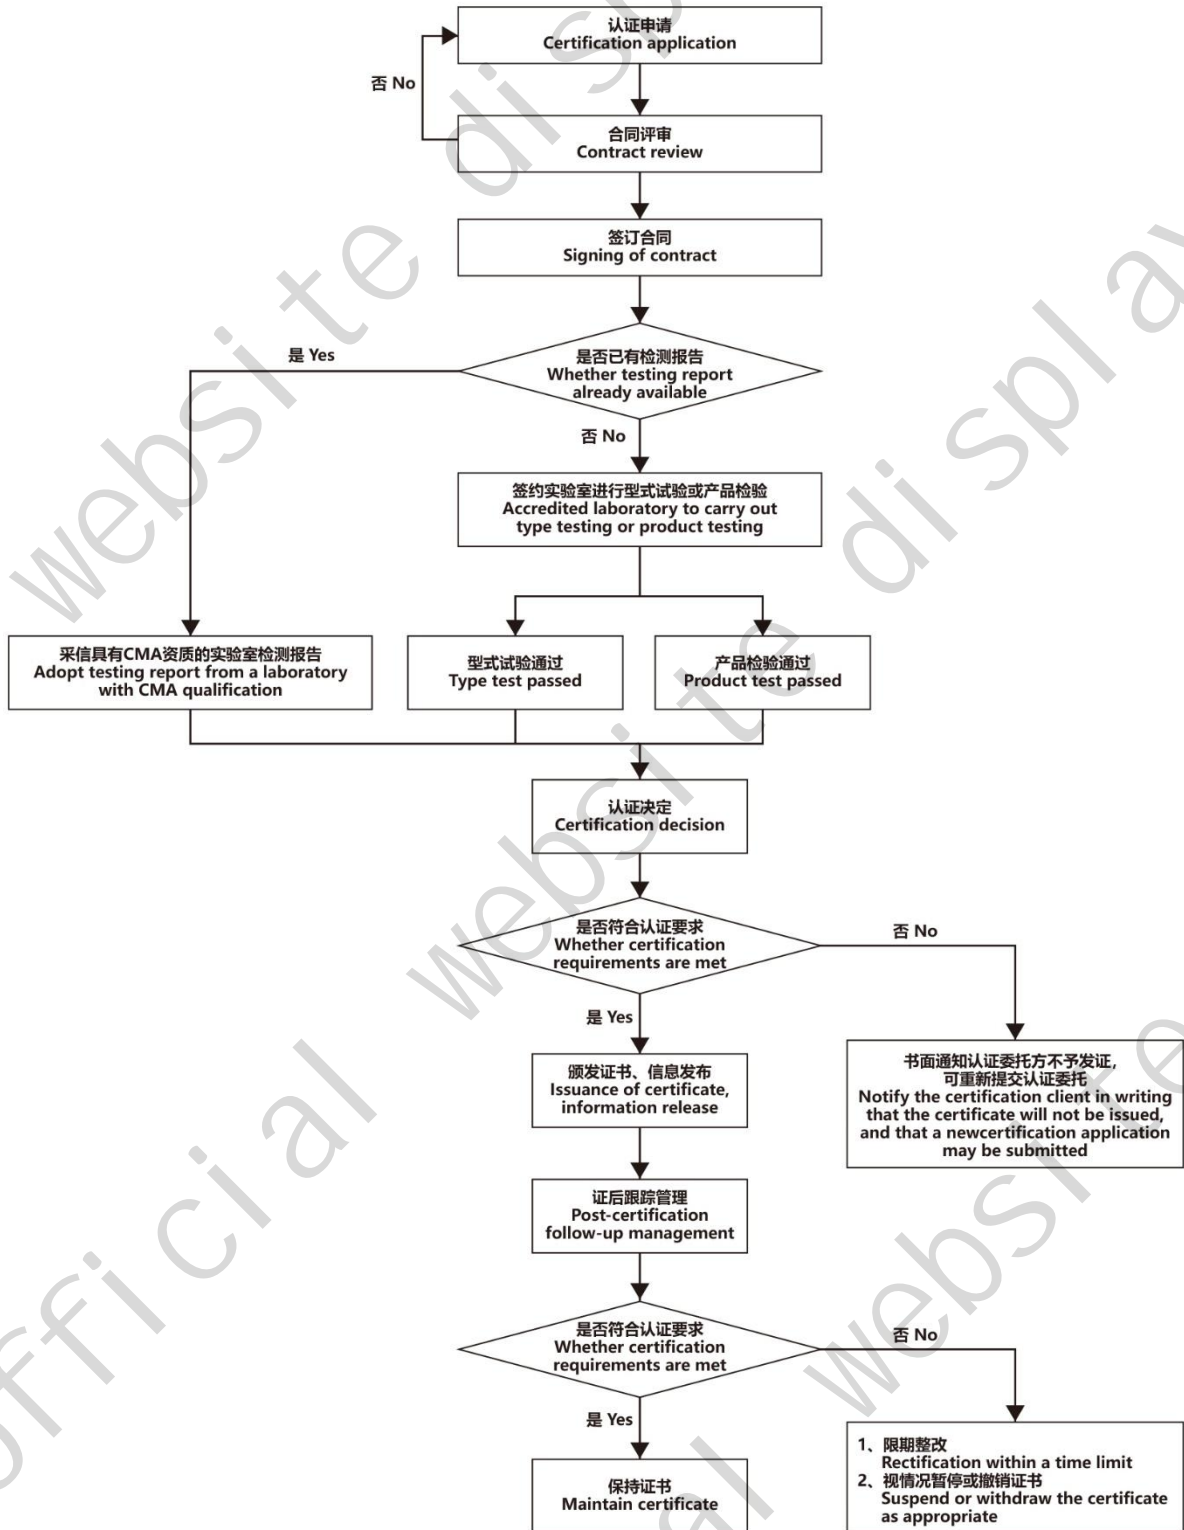 认证申请
Certification application
否 No
合同评审
Contract review
签订合同
Signing of contract
是 Yes
是否已有检测报告
Whether testing report
already available
否 No
签约实验室进行型式试验或产品检验
Accredited laboratory to carry out
type testing or product testing
采信具有CMA资质的实验室检测报告
Adopt testing report from a laboratory
with CMA qualification
型式试验通过
Type test passed
产品检验通过
Product test passed
认证决定
Certification decision
是否符合认证要求
Whether certification
requirements are met
否 No
是 Yes
颁发证书、信息发布
Issuance of certificate,
information release
书面通知认证委托方不予发证,
可重新提交认证委托
Notify the certification client in writing
that the certificate will not be issued,
and that a newcertification application
may be submitted
证后跟踪管理
Post-certification
follow-up management
是否符合认证要求
Whether certification
requirements are met
否 No
是 Yes
保持证书
Maintain certificate
1、限期整改
Rectification within a time limit
2、视情况暂停或撤销证书
Suspend or withdraw the certificate
as appropriate
website display
official website display
website